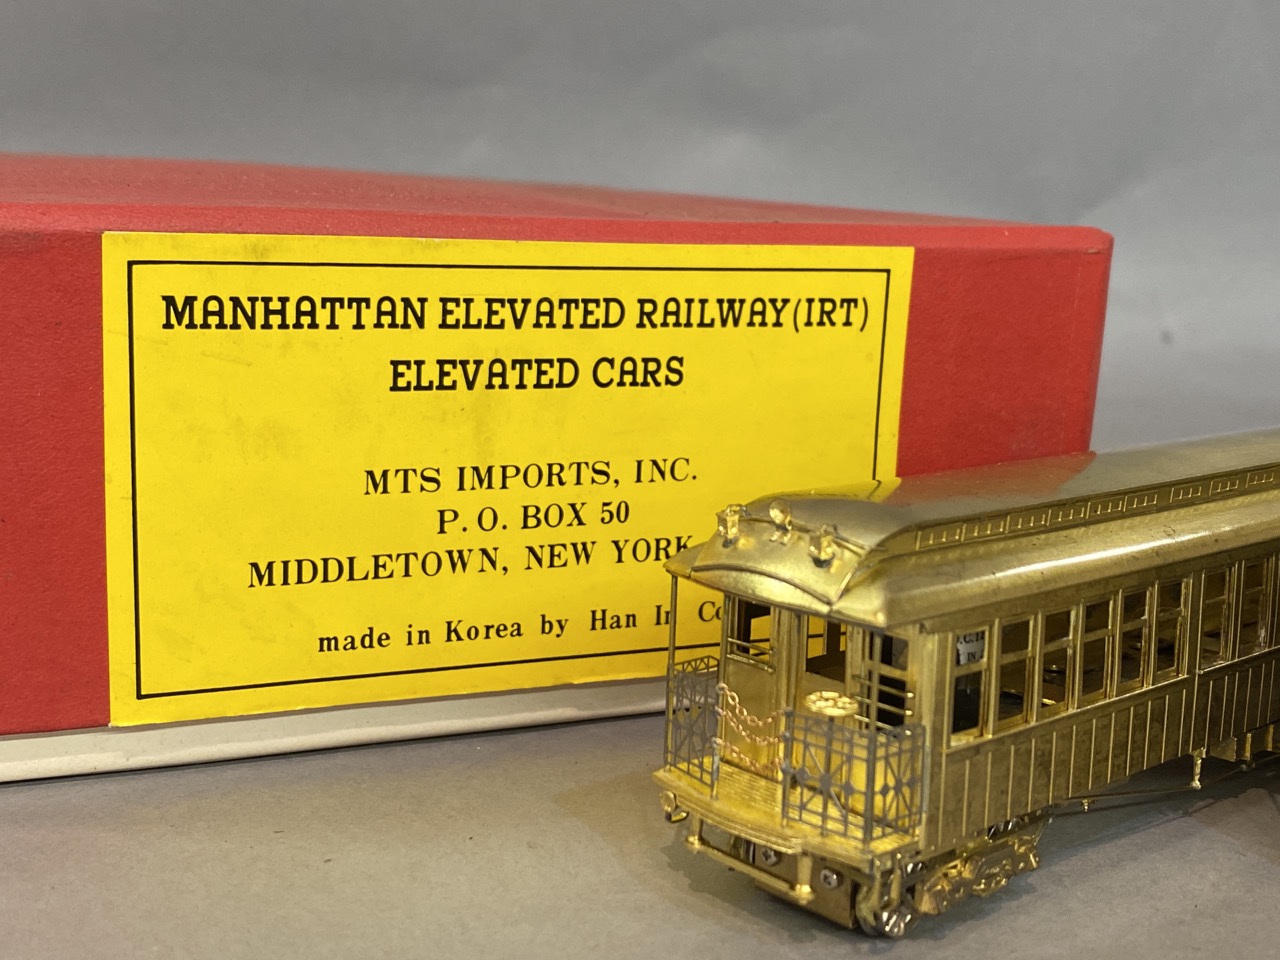 MANHATTAN ELEVATED RAILWAY(IRT)
ELEVATED CARS
MTS IMPORTS, INC.
P.O. BOX 50
MIDDLETOWN, NEW YORK
made in Korea by Han